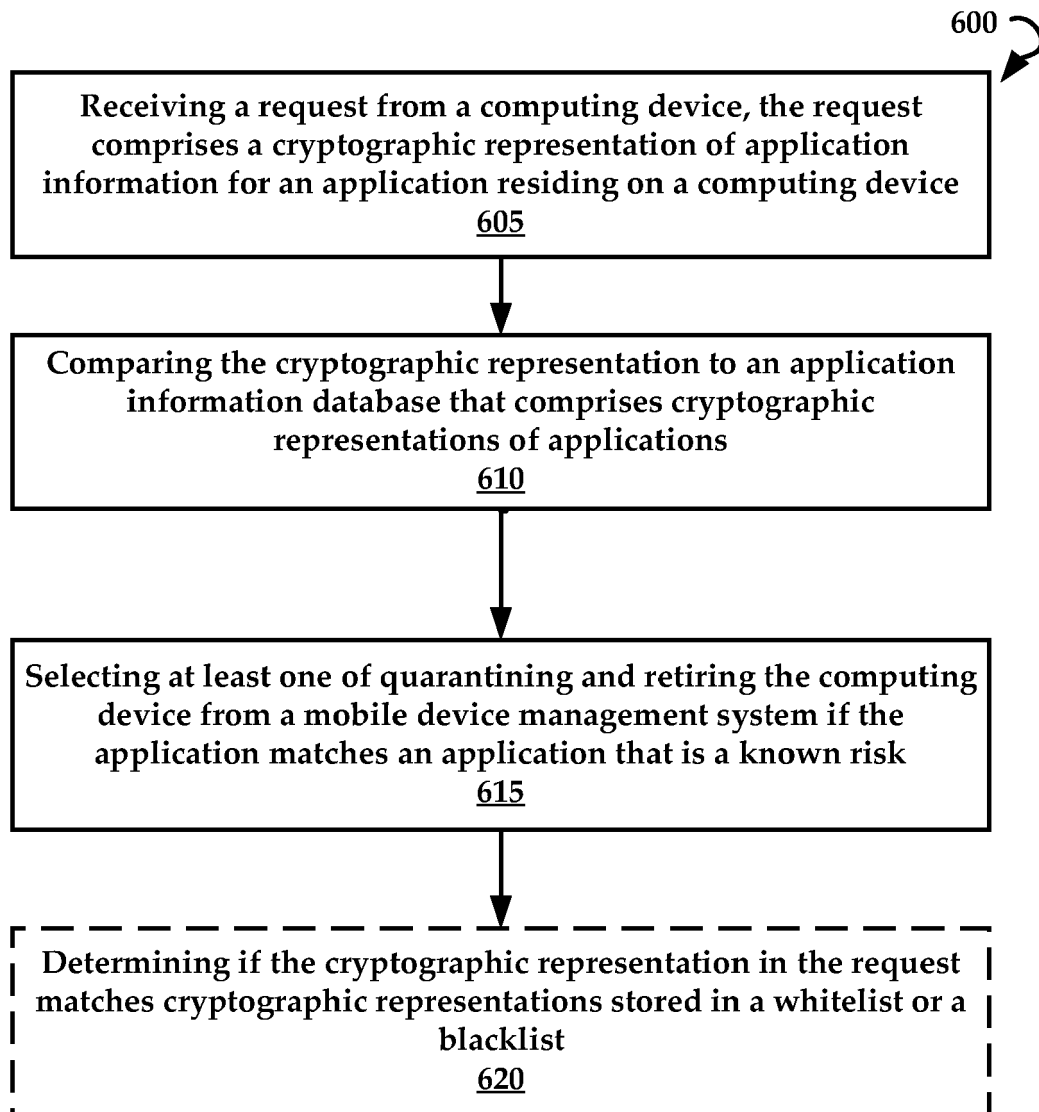 600
Receiving a request from a computing device, the request
comprises a cryptographic representation of application
information for an application residing on a computing device
605
Comparing the cryptographic representation to an application
information database that comprises cryptographic
representations of applications
610
Selecting at least one of quarantining and retiring the computing
device from a mobile device management system if the
application matches an application that is a known risk
615
Determining if the cryptographic representation in the request
matches cryptographic representations stored in a whitelist or a
blacklist
620